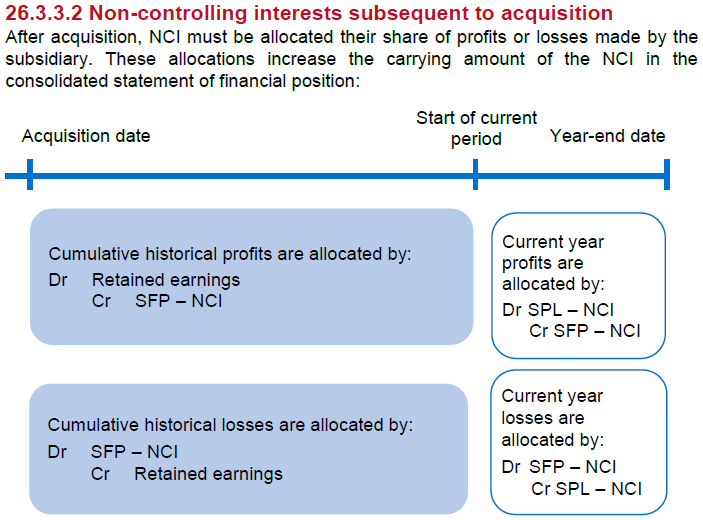 26.3.3.2 Non-controlling interests subsequent to acquisition
After acquisition, NCI must be allocated their share of profits or losses made by the
subsidiary. These allocations increase the carrying amount of the NCI in the
consolidated statement of financial position:
Acquisition date
Start of current
period
Year-end date
Cumulative historical profits are allocated by:
Dr Retained earnings
Cr SFP – NCI
Current year
profits are
allocated by:
Dr SPL – NCI
Cr SFP – NCI
Cumulative historical losses are allocated by:
Dr SFP – NCI
Cr Retained earnings
Current year
losses are
allocated by:
Dr SFP – NCI
Cr SPL – NCI